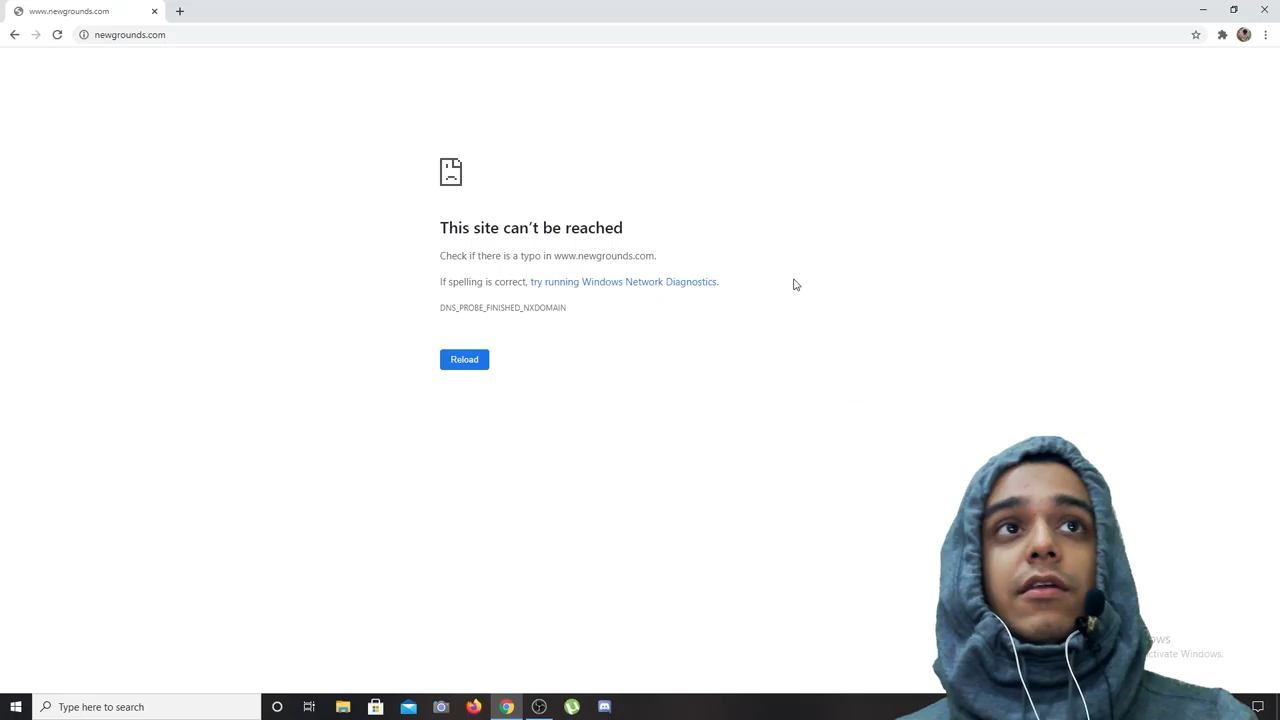 www.newgrounds.com
newgrounds.com
This site can't be reached
Check if there is a typo in www.newgrounds.com.
If spelling is correct, try running Windows Network Diagnostics.
DNS_PROBE_FINISHED_NXDOMAIN
Reload
Windows.
Type here to search